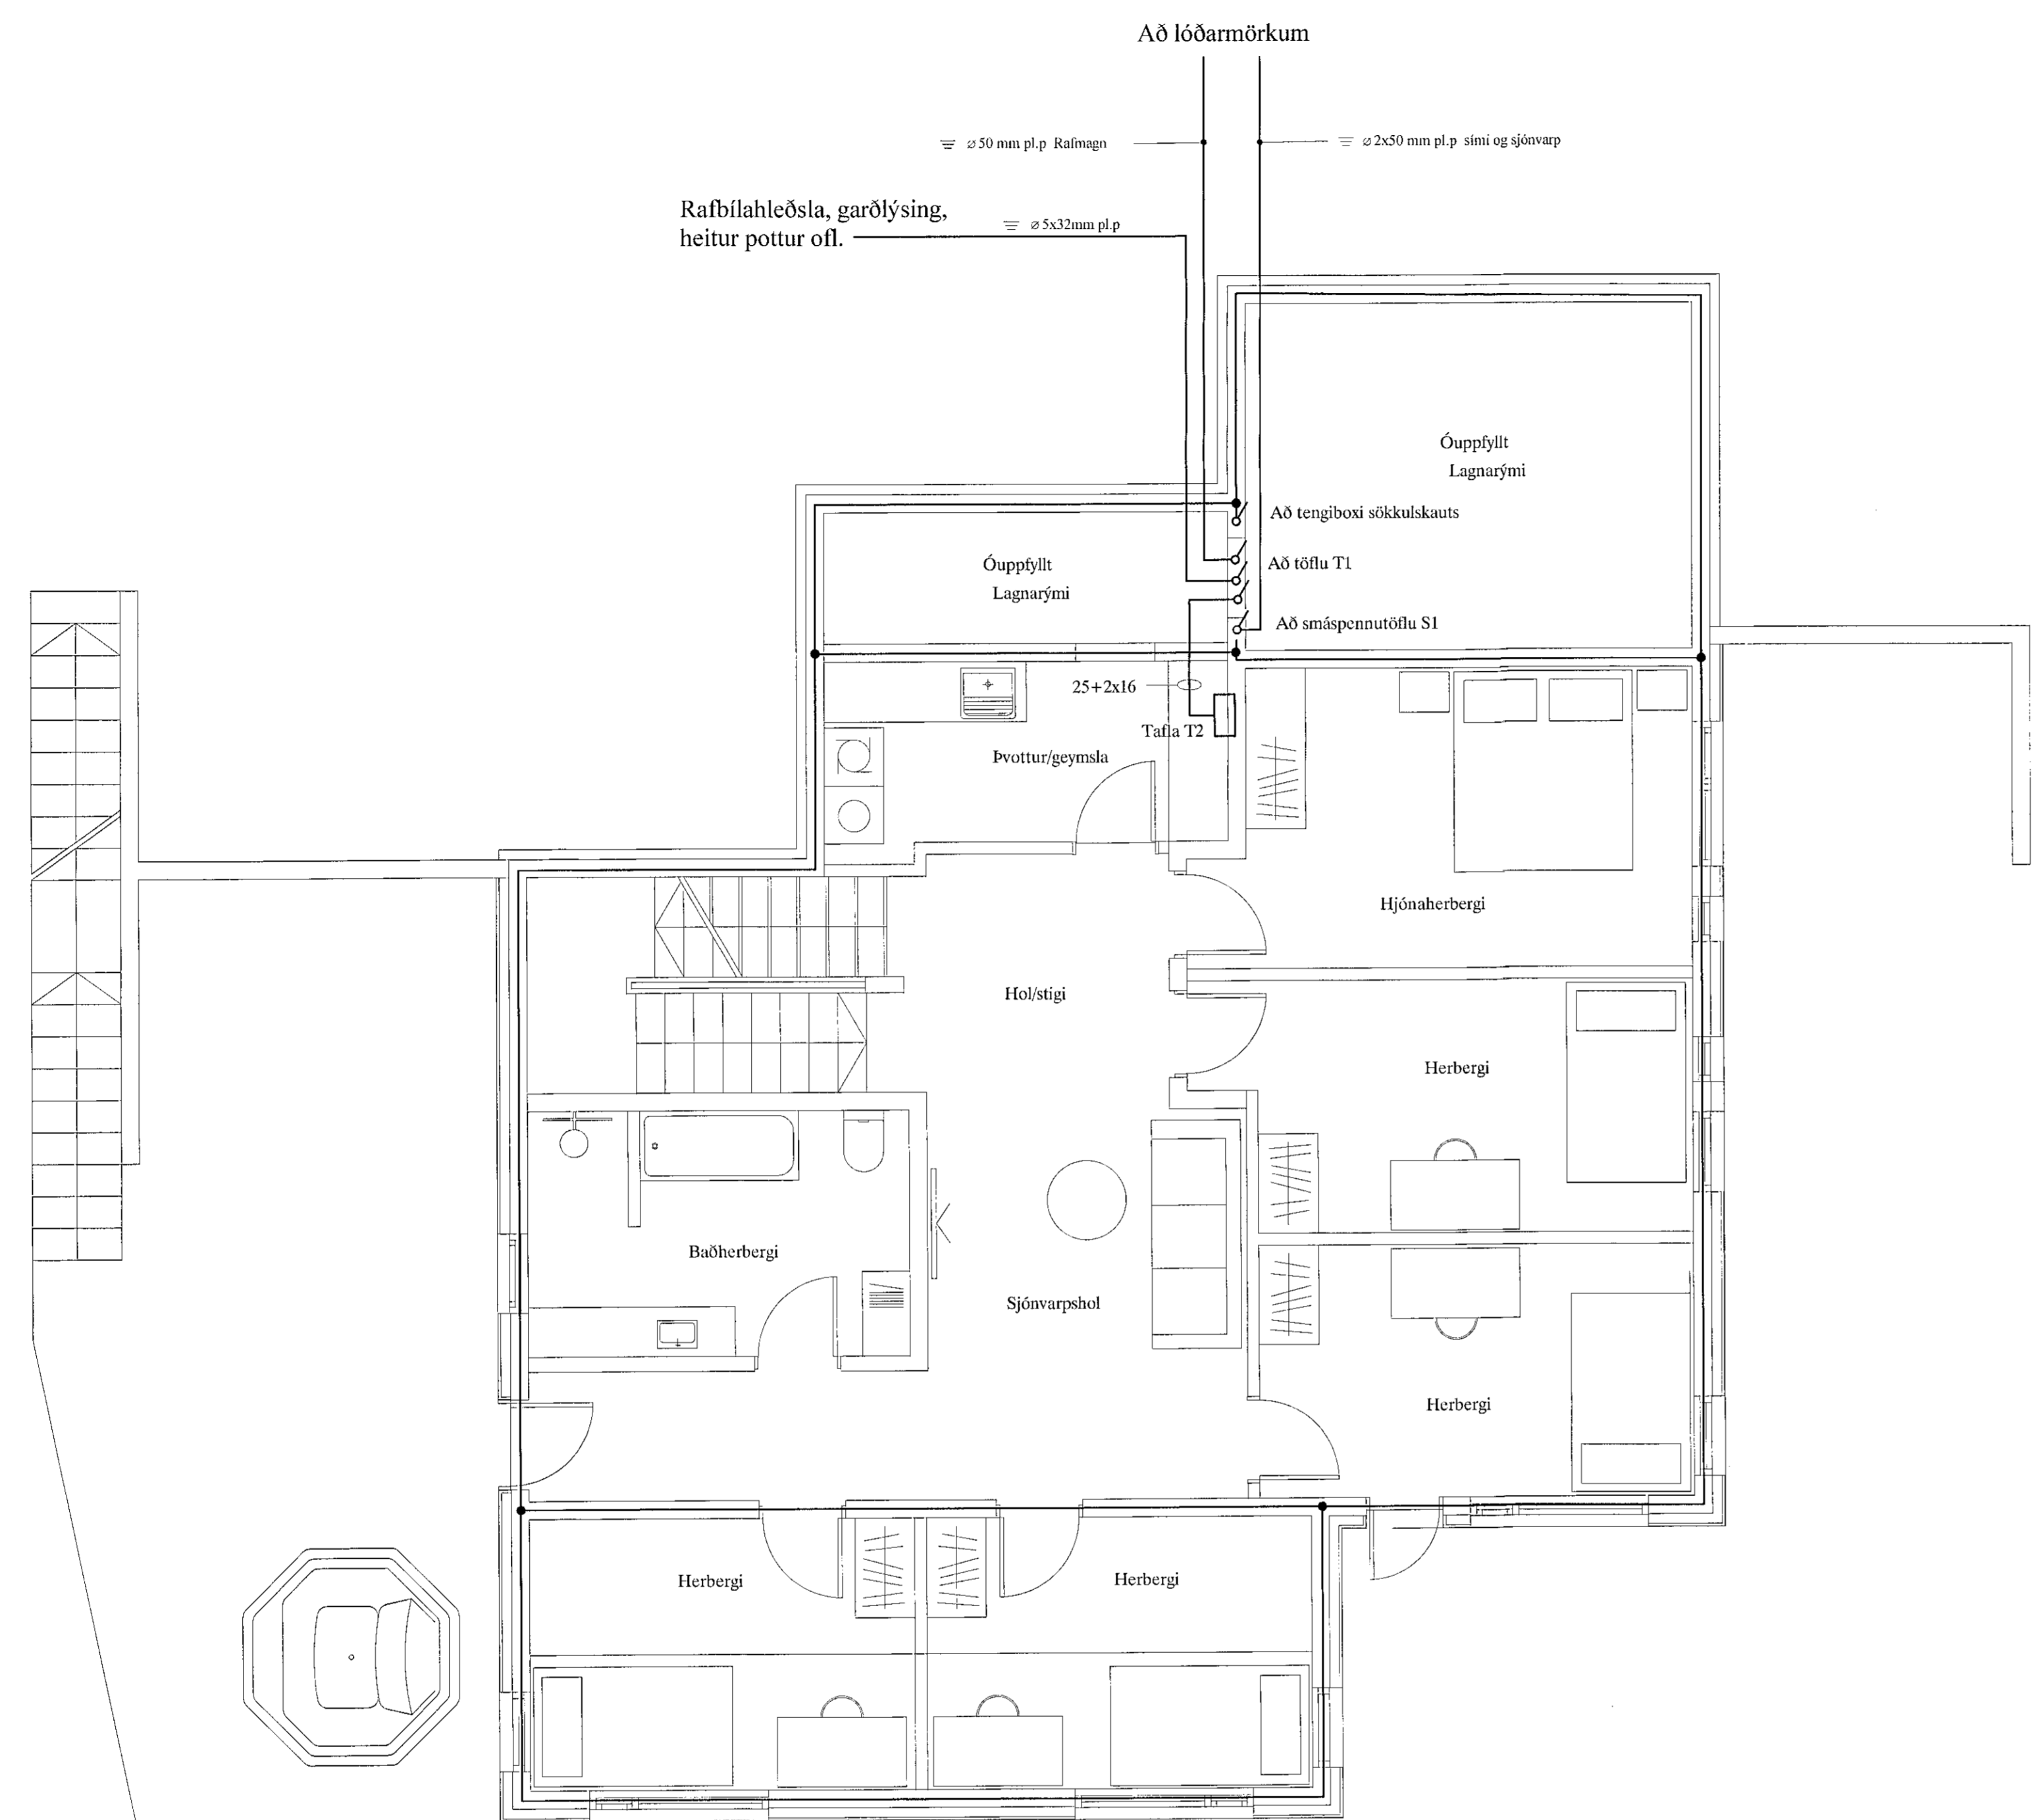 Að lóðarmörkum
⌀ 50 mm pl.p Rafmagn
⌀ 2x50 mm pl.p sími og sjónvarp
Rafbílahleðsla, garðlýsing,
heitur pottur ofl.
⌀ 5x32mm pl.p
Óuppfyllt
Lagnarými
Að tengiboxi sökkulskauts
Óuppfyllt
Lagnarými
Að töflu T1
Að smáspennutöflu S1
25+2x16
Tafla T2
Þvottur/geymsla
Hjónaherbergi
Hol/stigi
Herbergi
Baðherbergi
Sjónvarpshol
Herbergi
Herbergi
Herbergi